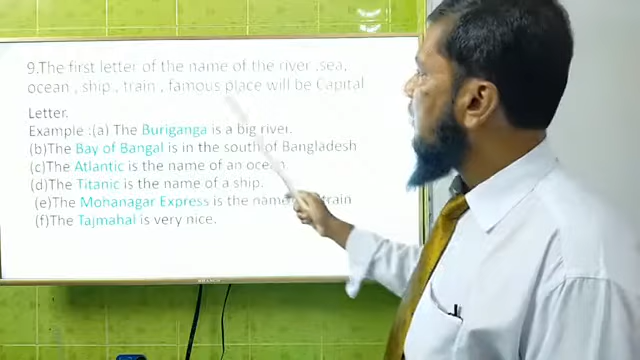 9.The first letter of the name of the river ,sea,
ocean , ship , train , famous place will be Capital
Letter.
Example :(a) The Buriganga is a big river.
(b)The Bay of Bangal is in the south of Bangladesh
(c)The Atlantic is the name of an ocean.
(d)The Titanic is the name of a ship.
(e)The Mohanagar Express is the name train
(f)The Tajmahal is very nice.